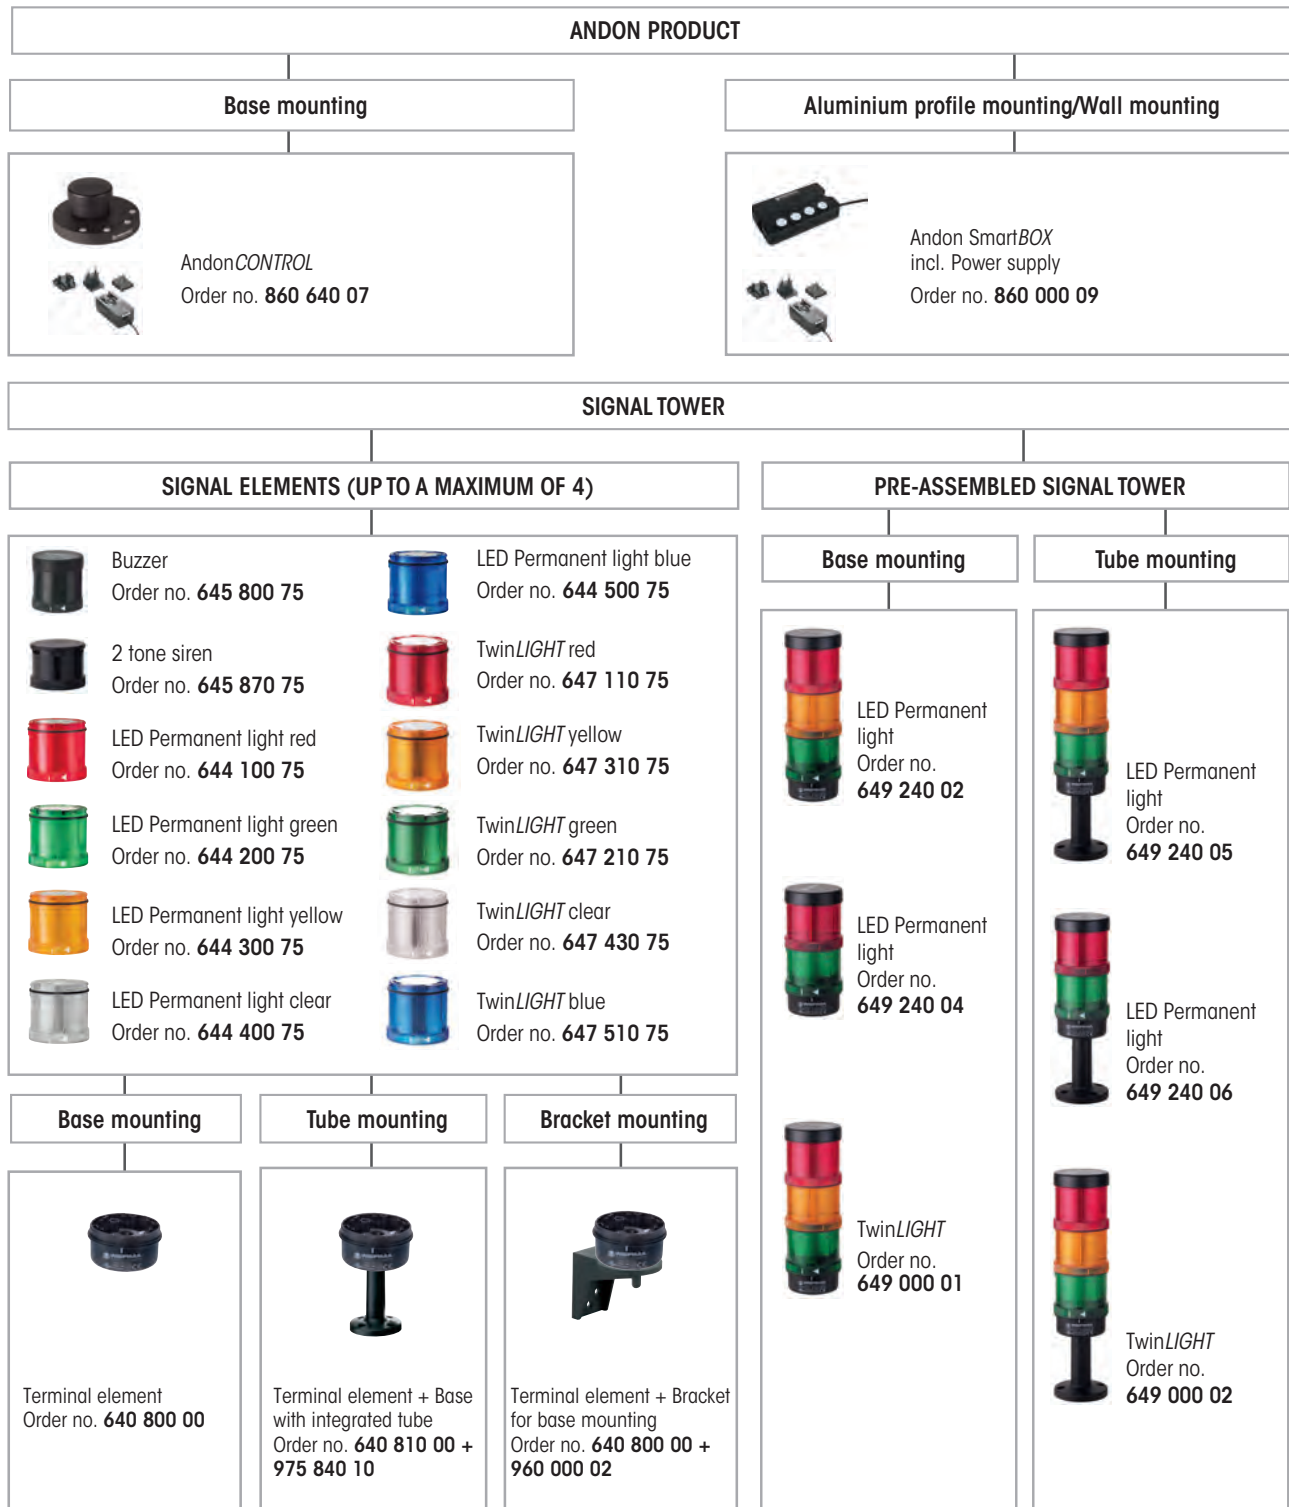 ANDON PRODUCT
Base mounting
AndonCONTROL
Order no. 860 640 07
Aluminium profile mounting/Wall mounting
Andon SmartBOX
incl. Power supply
Order no. 860 000 09
SIGNAL TOWER
SIGNAL ELEMENTS (UP TO A MAXIMUM OF 4)
Buzzer
Order no. 645 800 75
2 tone siren
Order no. 645 870 75
LED Permanent light red
Order no. 644 100 75
LED Permanent light green
Order no. 644 200 75
LED Permanent light yellow
Order no. 644 300 75
LED Permanent light clear
Order no. 644 400 75
LED Permanent light blue
Order no. 644 500 75
TwinLIGHT red
Order no. 647 110 75
TwinLIGHT yellow
Order no. 647 310 75
TwinLIGHT green
Order no. 647 210 75
TwinLIGHT clear
Order no. 647 430 75
TwinLIGHT blue
Order no. 647 510 75
Base mounting
Terminal element
Order no. 640 800 00
Tube mounting
Terminal element + Base
with integrated tube
Order no. 640 810 00 +
975 840 10
Bracket mounting
Terminal element + Bracket
for base mounting
Order no. 640 800 00 +
960 000 02
PRE-ASSEMBLED SIGNAL TOWER
Base mounting
LED Permanent
light
Order no.
649 240 02
LED Permanent
light
Order no.
649 240 04
TwinLIGHT
Order no.
649 000 01
Tube mounting
LED Permanent
light
Order no.
649 240 05
LED Permanent
light
Order no.
649 240 06
TwinLIGHT
Order no.
649 000 02